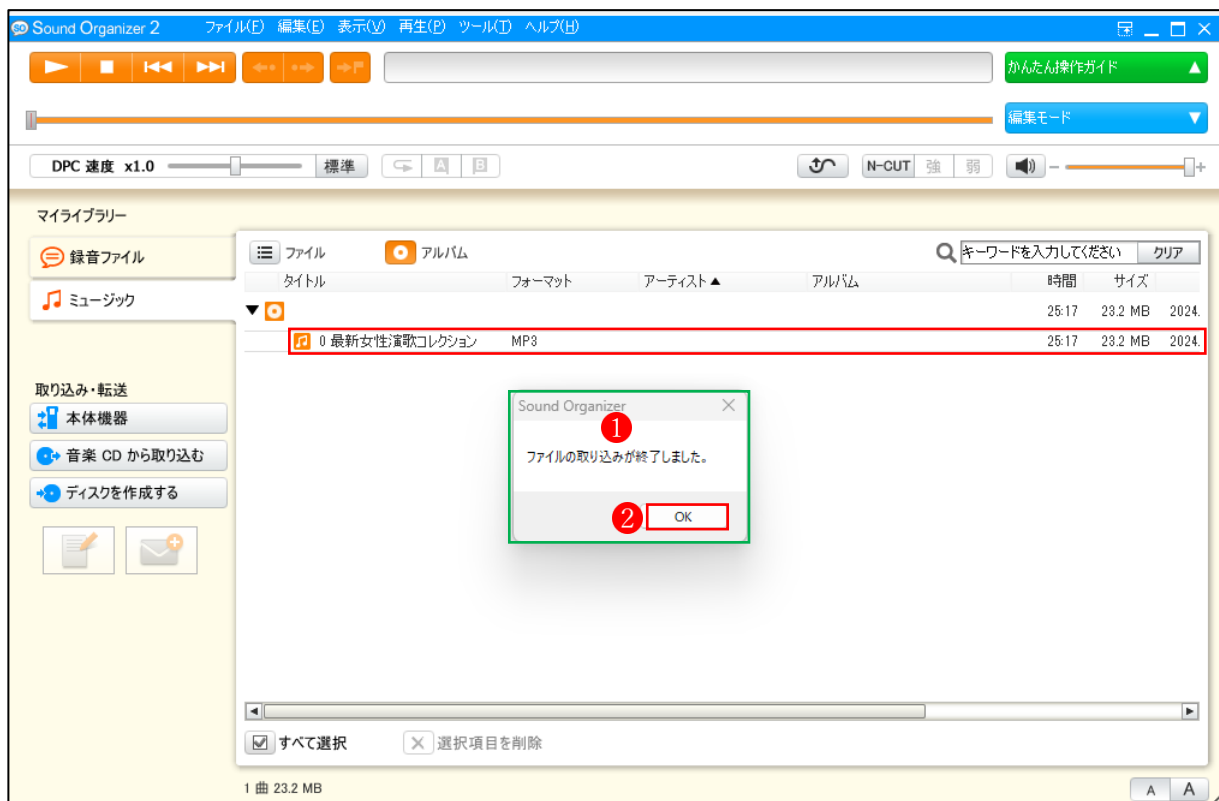 Sound Organizer 2 ファイル(F) 編集(E) 表示(V) 再生(P) ツール(T) ヘルプ(H)
かんたん操作ガイド
編集モード
DPC 速度 x1.0 標準 A B N-CUT 強 弱
マイライブラリー
録音ファイル
ミュージック
ファイル アルバム キーワードを入力してください クリア
タイトル フォーマット アーティスト▲ アルバム 時間 サイズ
25:17 23.2 MB 2024.
0 最新女性演歌コレクション MP3 25:17 23.2 MB 2024.
取り込み・転送
本体機器
音楽 CD から取り込む
ディスクを作成する
Sound Organizer
1
ファイルの取り込みが終了しました。
2 OK
すべて選択 選択項目を削除
1 曲 23.2 MB
A A